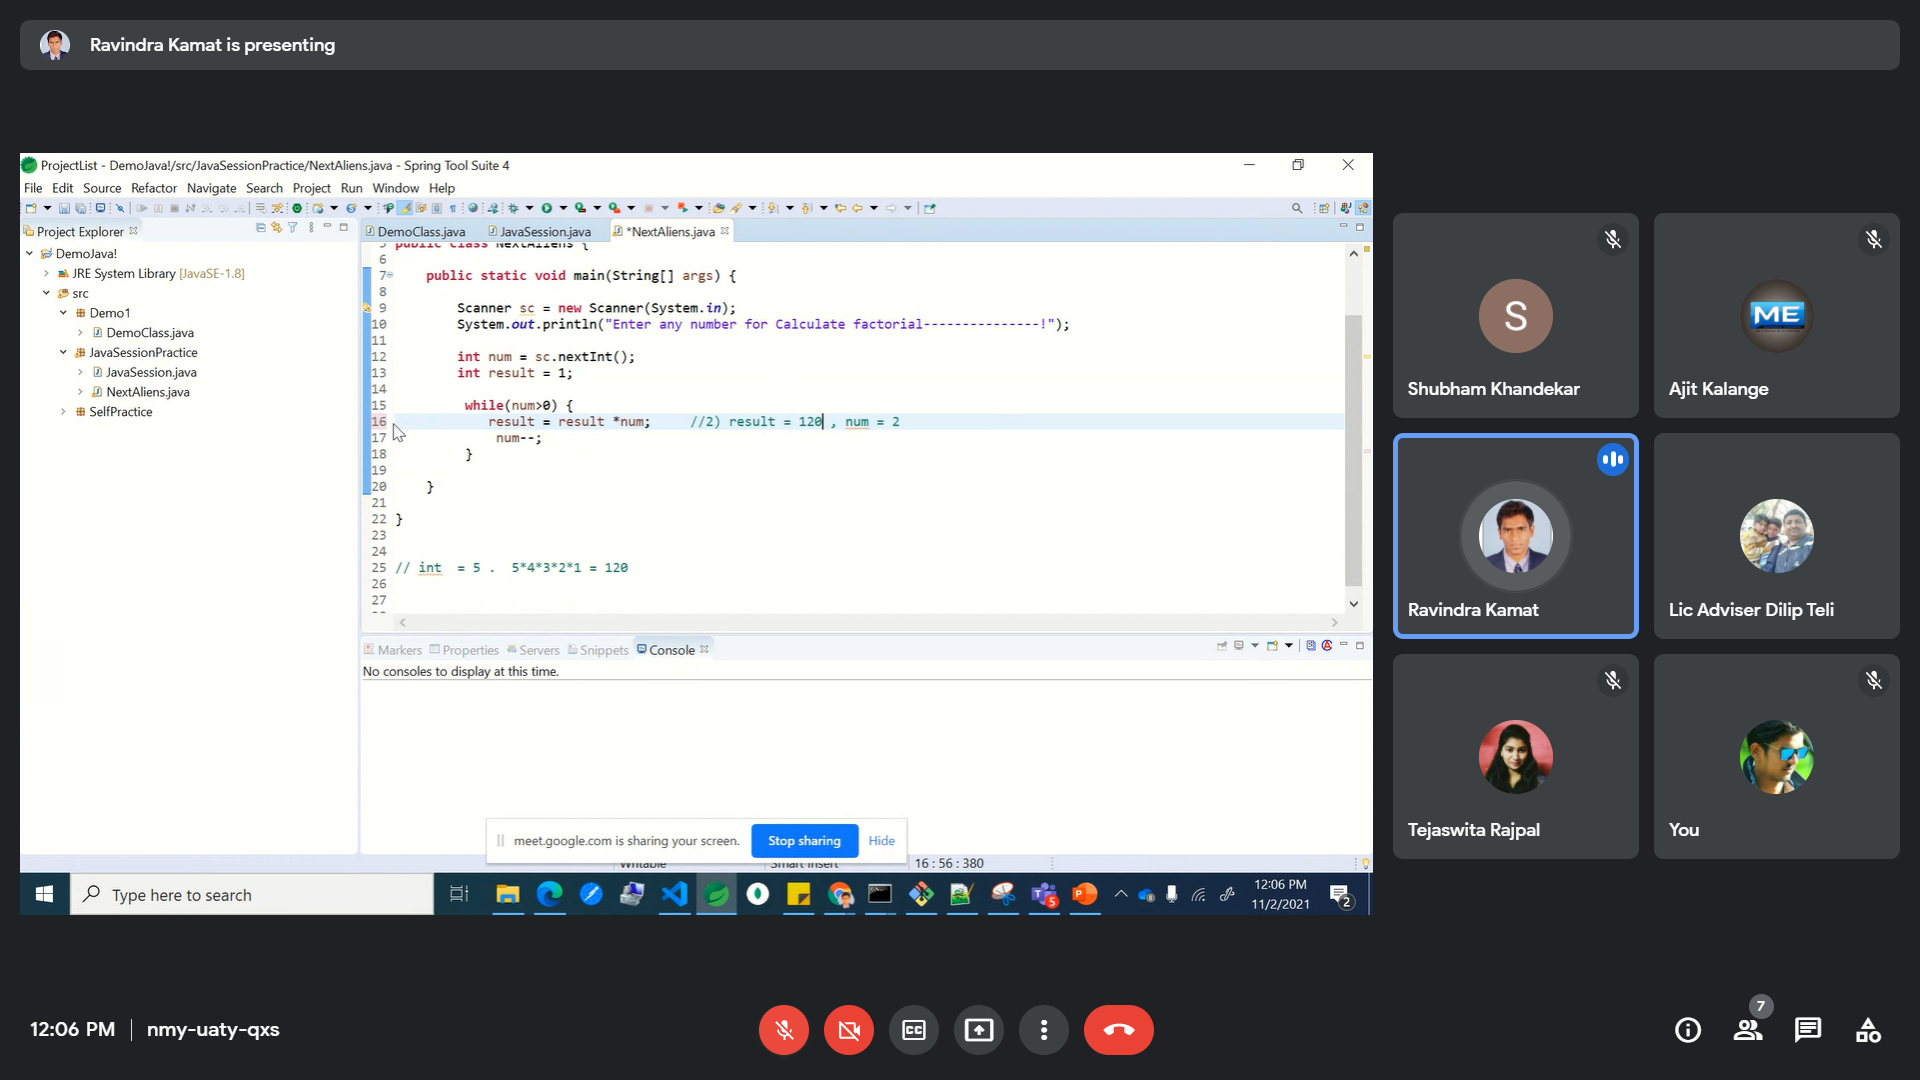 Ravindra Kamat is presenting
ProjectList - DemoJava!/src/JavaSessionPractice/NextAliens.java - Spring Tool Suite 4
File Edit Source Refactor Navigate Search Project Run Window Help
Project Explorer
DemoClass.java JavaSession.java *NextAliens.java
DemoJava!
JRE System Library [JavaSE-1.8]
src
Demo1
DemoClass.java
JavaSessionPractice
JavaSession.java
NextAliens.java
SelfPractice
5 public class NextAliens {
6
7 public static void main(String[] args) {
8
9 Scanner sc = new Scanner(System.in);
10 System.out.println("Enter any number for Calculate factorial---------------!");
11
12 int num = sc.nextInt();
13 int result = 1;
14
15 while(num>0) {
16 result = result *num; //2) result = 120 , num = 2
17 num--;
18 }
19
20 }
21
22 }
23
24
25 // int = 5 . 5*4*3*2*1 = 120
26
27
Markers Properties Servers Snippets Console
No consoles to display at this time.
meet.google.com is sharing your screen. Stop sharing Hide
Writable Smart Insert 16 : 56 : 380
Type here to search
5
12:06 PM
11/2/2021
2
S
Shubham Khandekar
ME
Ajit Kalange
Ravindra Kamat
Lic Adviser Dilip Teli
Tejaswita Rajpal
You
12:06 PM nmy-uaty-qxs
CC
7